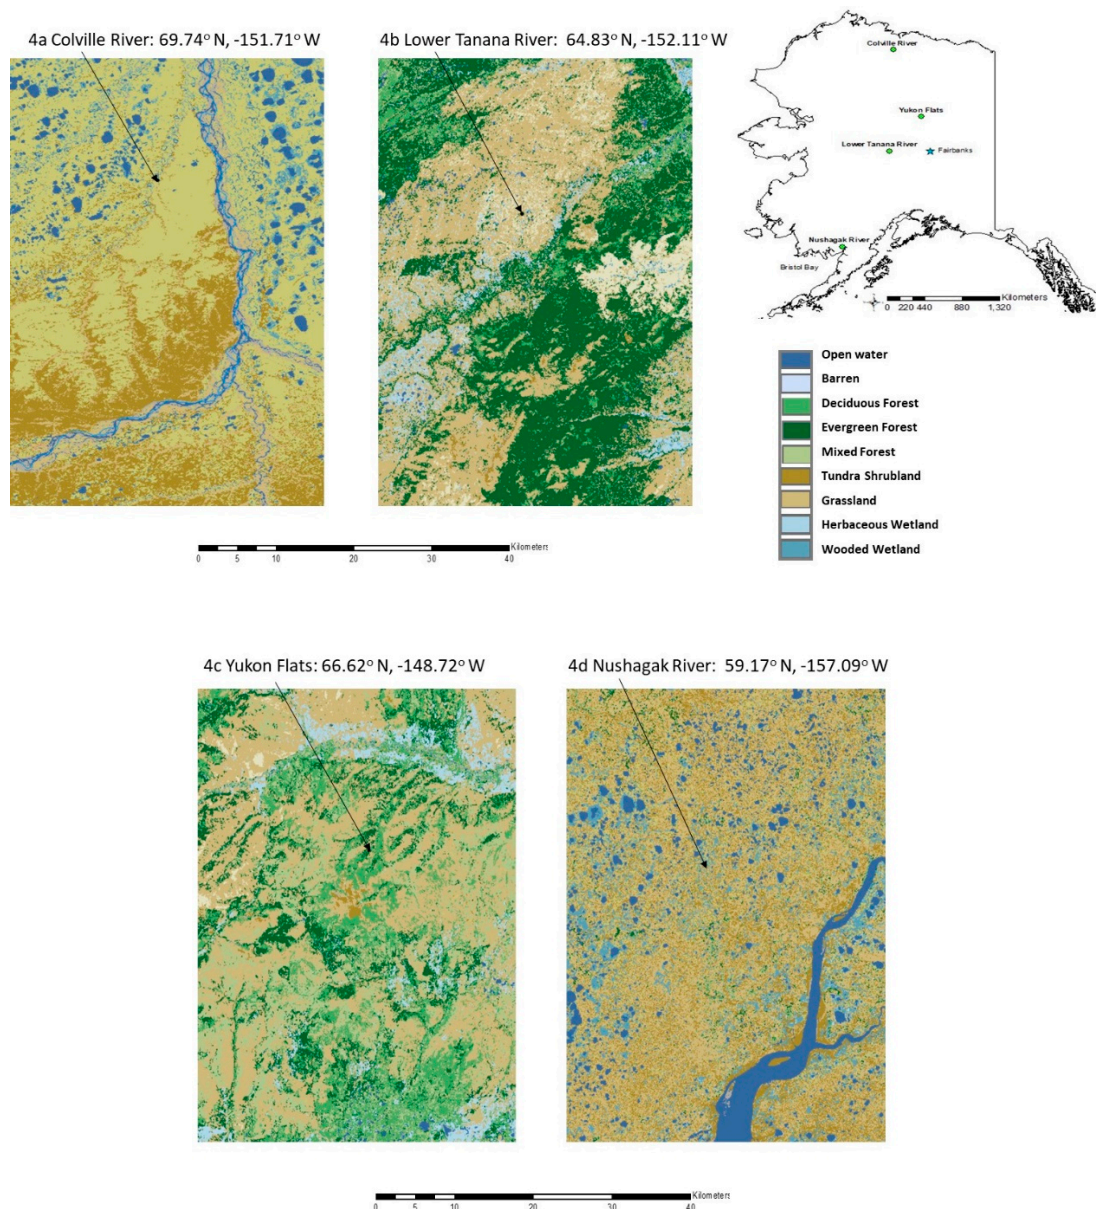 4a Colville River: 69.74° N, -151.71° W
4b Lower Tanana River: 64.83° N, -152.11° W
Colville River
Yukon Flats
Lower Tanana River
Fairbanks
Nushagak River
Bristol Bay
Kilometers
0 220 440 880 1,320
Open water
Barren
Deciduous Forest
Evergreen Forest
Mixed Forest
Tundra Shrubland
Grassland
Herbaceous Wetland
Wooded Wetland
Kilometers
0 5 10 20 30 40
4c Yukon Flats: 66.62° N, -148.72° W
4d Nushagak River: 59.17° N, -157.09° W
Kilometers
0 5 10 20 30 40